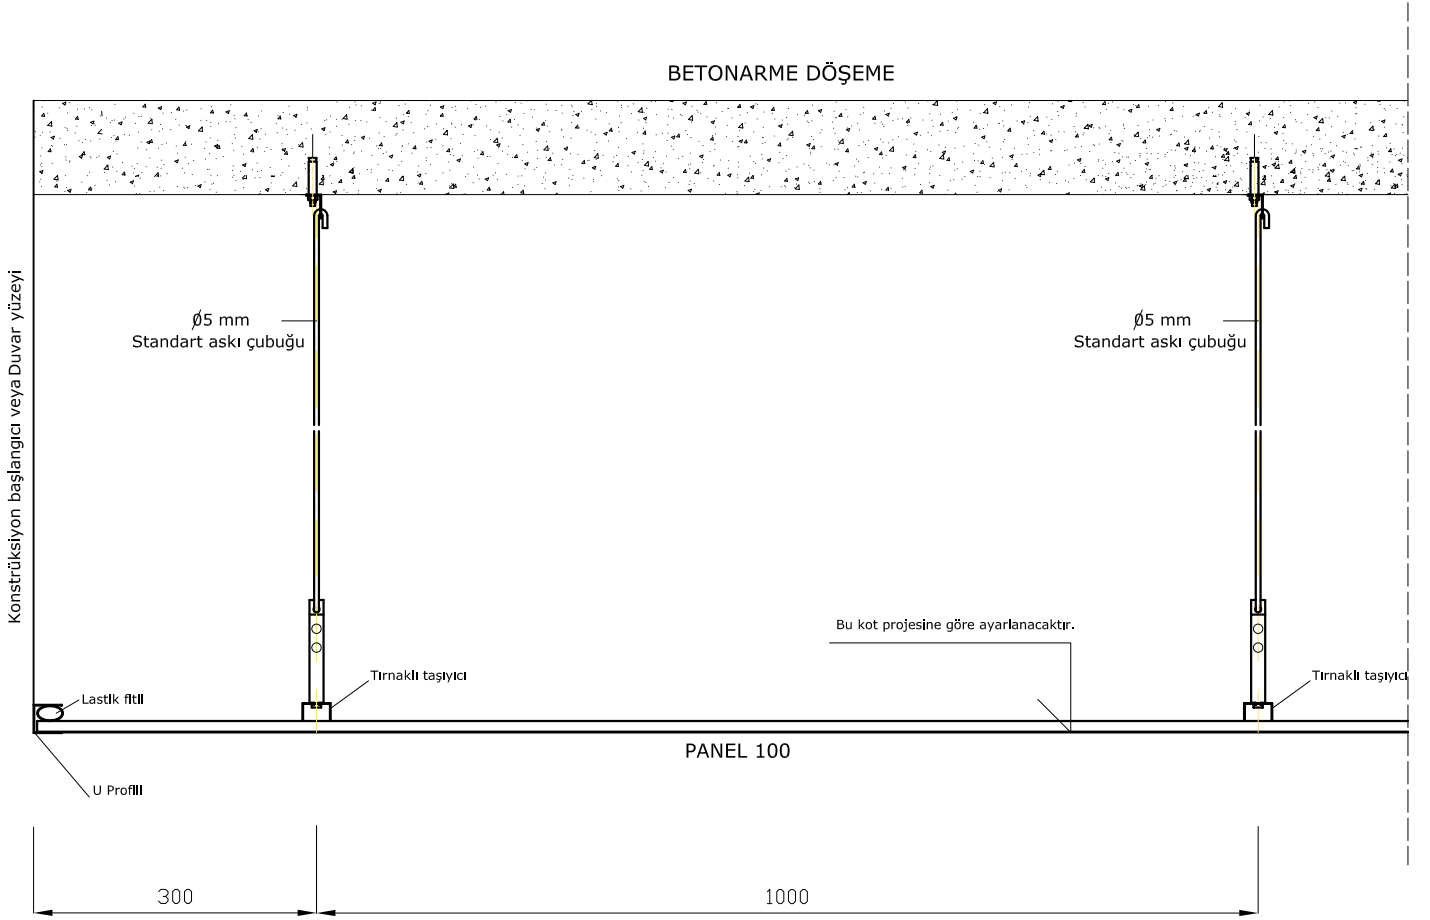 BETONARME DÖŞEME
Konstrüksiyon başlangıcı veya Duvar yüzeyi
Ø5 mm
Standart askı çubuğu
Ø5 mm
Standart askı çubuğu
Bu kot projesine göre ayarlanacaktır.
Tırnaklı taşıyıcı
Tırnaklı taşıyıcı
Lastik fitil
PANEL 100
U Profili
300
1000